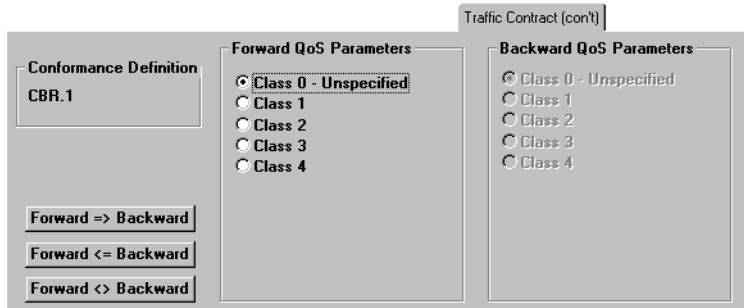 Traffic Contract (con't)
Conformance Definition
CBR.1
Forward => Backward
Forward <= Backward
Forward <> Backward
Forward QoS Parameters
Class 0 - Unspecified
Class 1
Class 2
Class 3
Class 4
Backward QoS Parameters
Class 0 - Unspecified
Class 1
Class 2
Class 3
Class 4